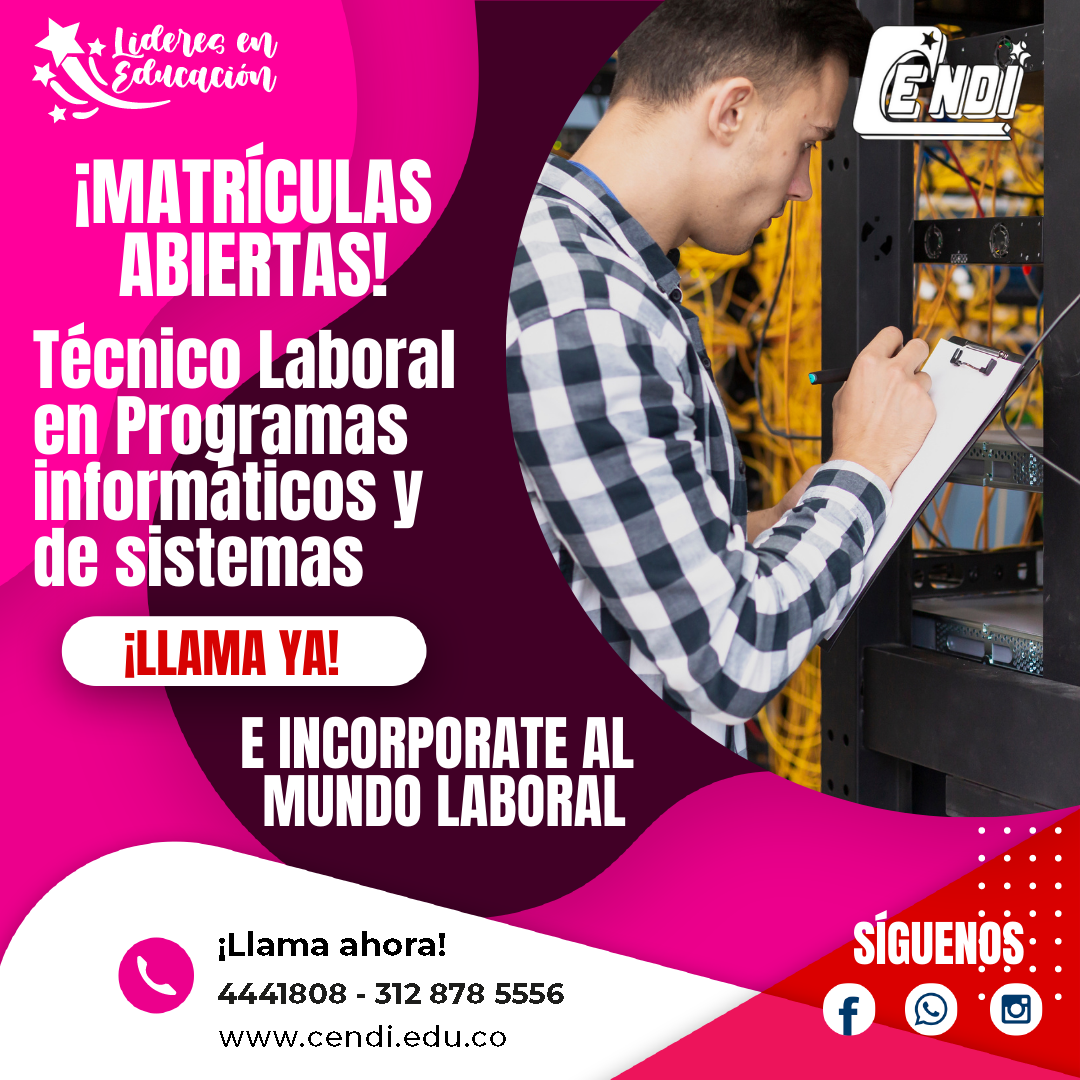 Lideres en
Educación
CENDI
¡MATRÍCULAS
ABIERTAS!
Técnico Laboral
en Programas
informáticos y
de sistemas
¡LLAMA YA!
E INCORPORATE AL
MUNDO LABORAL
¡Llama ahora!
4441808 - 312 878 5556
www.cendi.edu.co
SÍGUENOS